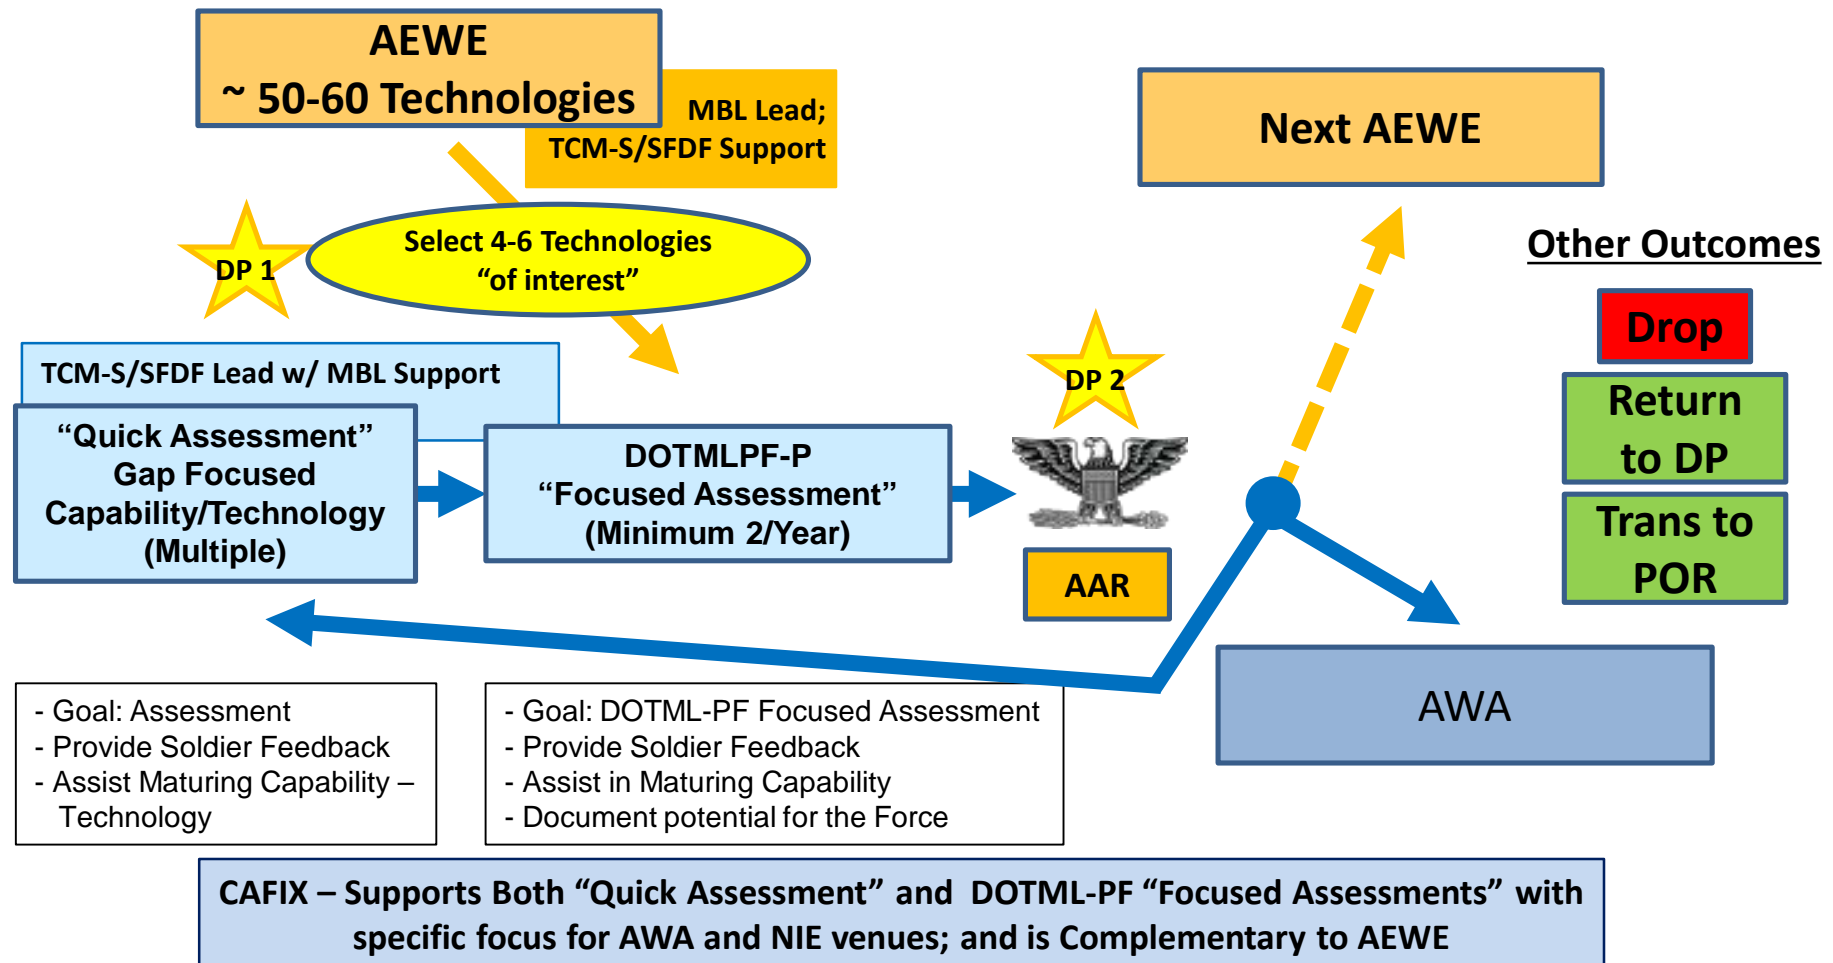 AEWE
~ 50-60 Technologies
MBL Lead;
TCM-S/SFDF Support
Next AEWE
Select 4-6 Technologies
“of interest”
DP 1
Other Outcomes
Drop
Return
to DP
Trans to
POR
TCM-S/SFDF Lead w/ MBL Support
“Quick Assessment”
Gap Focused
Capability/Technology
(Multiple)
DOTMLPF-P
“Focused Assessment”
(Minimum 2/Year)
DP 2
AAR
AWA
- Goal: Assessment
- Provide Soldier Feedback
- Assist Maturing Capability –
Technology
- Goal: DOTML-PF Focused Assessment
- Provide Soldier Feedback
- Assist in Maturing Capability
- Document potential for the Force
CAFIX – Supports Both “Quick Assessment” and DOTML-PF “Focused Assessments” with
specific focus for AWA and NIE venues; and is Complementary to AEWE